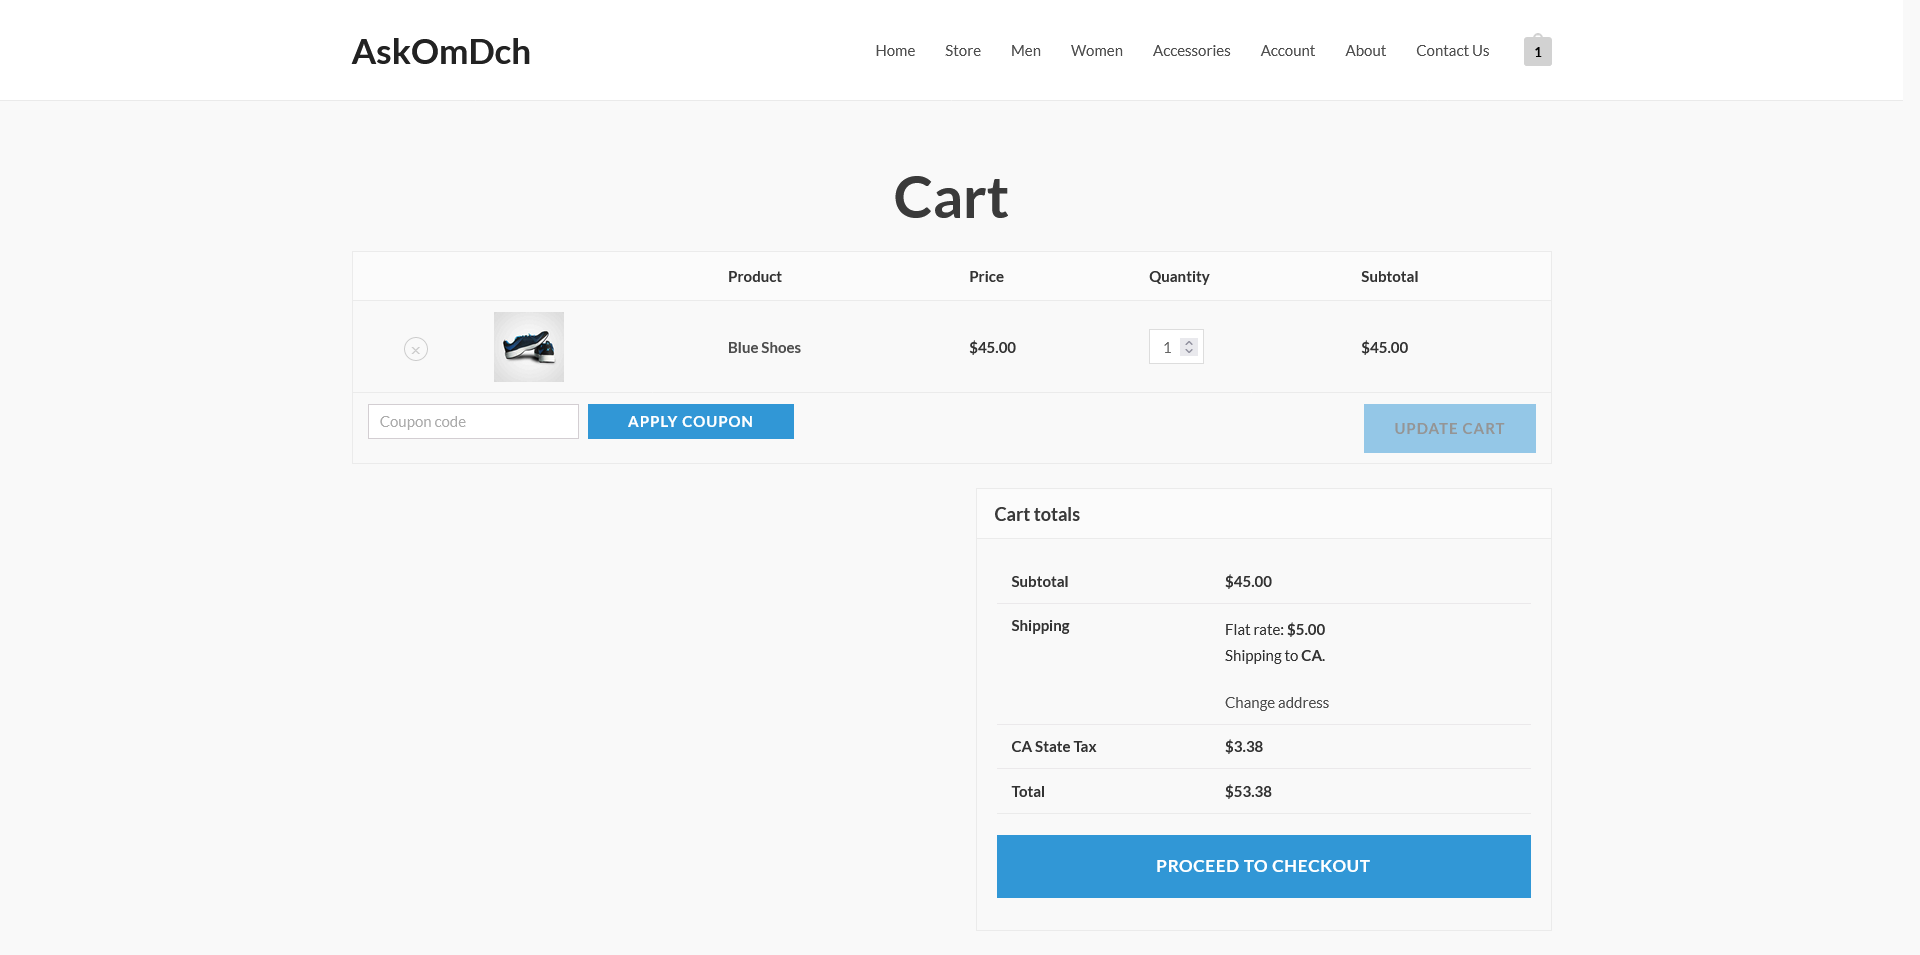 AskOmDch
Home Store Men Women Accessories Account About Contact Us 1
Cart
Product Price Quantity Subtotal
× Blue Shoes $45.00 1 $45.00
Coupon code APPLY COUPON UPDATE CART
Cart totals
Subtotal $45.00
Shipping Flat rate: $5.00
Shipping to CA.
Change address
CA State Tax $3.38
Total $53.38
PROCEED TO CHECKOUT